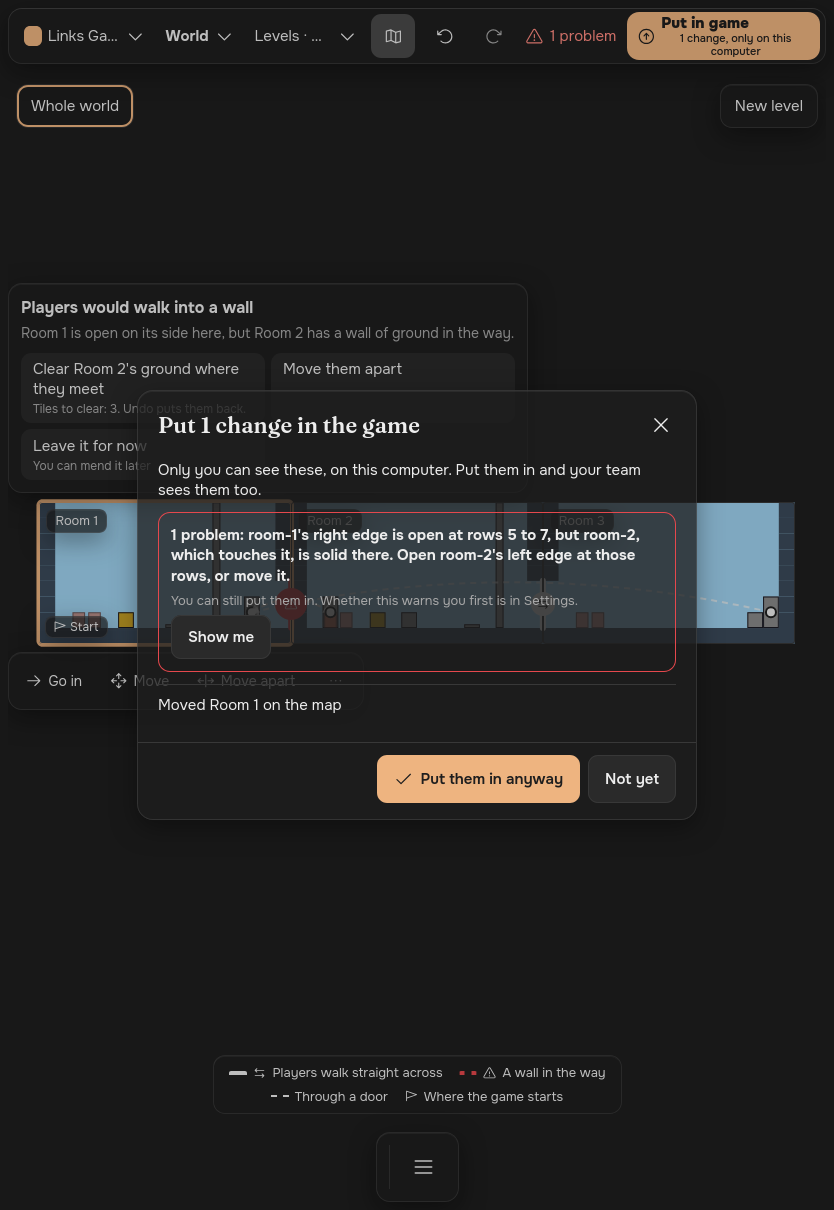 Links Ga...
World
Levels · ...
1 problem
Put in game
1 change, only on this
computer
Whole world
New level
Players would walk into a wall
Room 1 is open on its side here, but Room 2 has a wall of ground in the way.
Clear Room 2's ground where
they meet
Tiles to clear: 3. Undo puts them back.
Move them apart
Leave it for now
You can mend it later
Put 1 change in the game
Only you can see these, on this computer. Put them in and your team
sees them too.
1 problem: room-1's right edge is open at rows 5 to 7, but room-2,
which touches it, is solid there. Open room-2's left edge at those
rows, or move it.
You can still put them in. Whether this warns you first is in Settings.
Show me
Moved Room 1 on the map
Put them in anyway
Not yet
Room 1
Room 2
Room 3
Start
Go in
Move
Move apart
...
Players walk straight across
A wall in the way
Through a door
Where the game starts